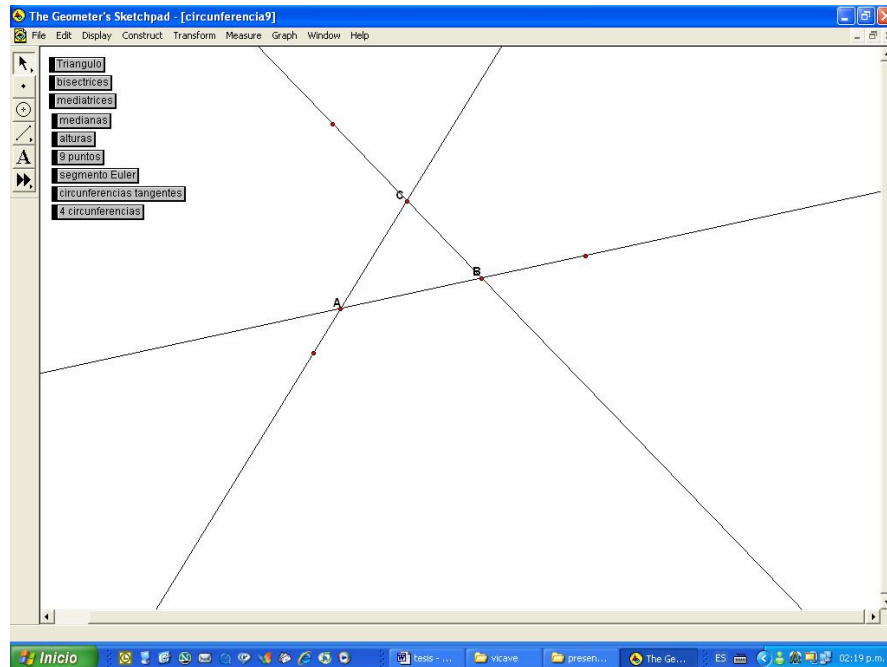 The Geometer's Sketchpad - [circunferencia9]
File Edit Display Construct Transform Measure Graph Window Help
Triangulo
bisectrices
mediatrices
medianas
alturas
9 puntos
segmento Euler
circunferencias tangentes
4 circunferencias
A
C
B
A
Inicio
tesis - ...
vicave
presen...
The Ge...
ES
02:19 p.m.